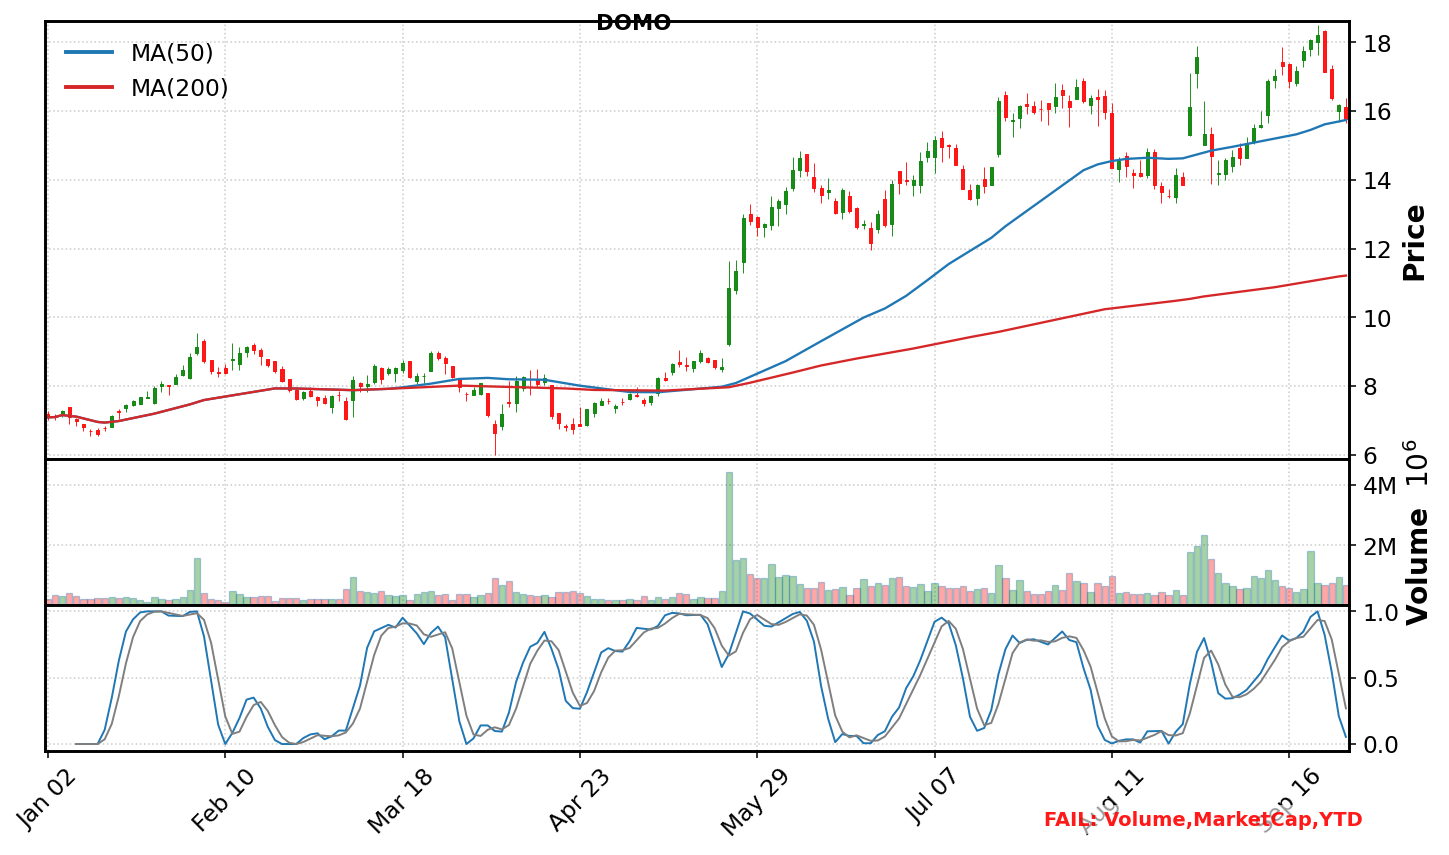 DOMO
MA(50)
MA(200)
18
16
14
12
10
8
6
Price
4M
2M
Volume 10^6
1.0
0.5
0.0
Jan 02
Feb 10
Mar 18
Apr 23
May 29
Jul 07
Aug 11
Sep 16
FAIL: Volume,MarketCap,YTD